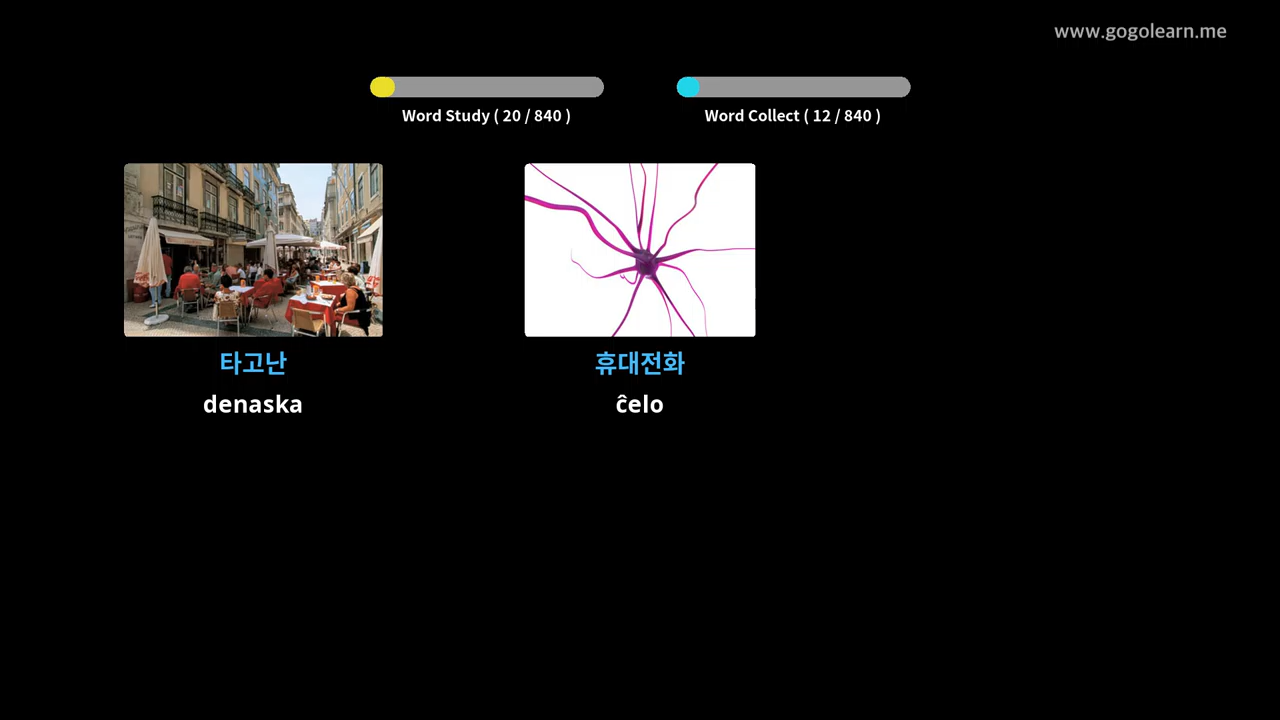 www.gogolearn.me
Word Study ( 20 / 840 )
Word Collect ( 12 / 840 )
타고난
휴대전화
denaska
ĉelo